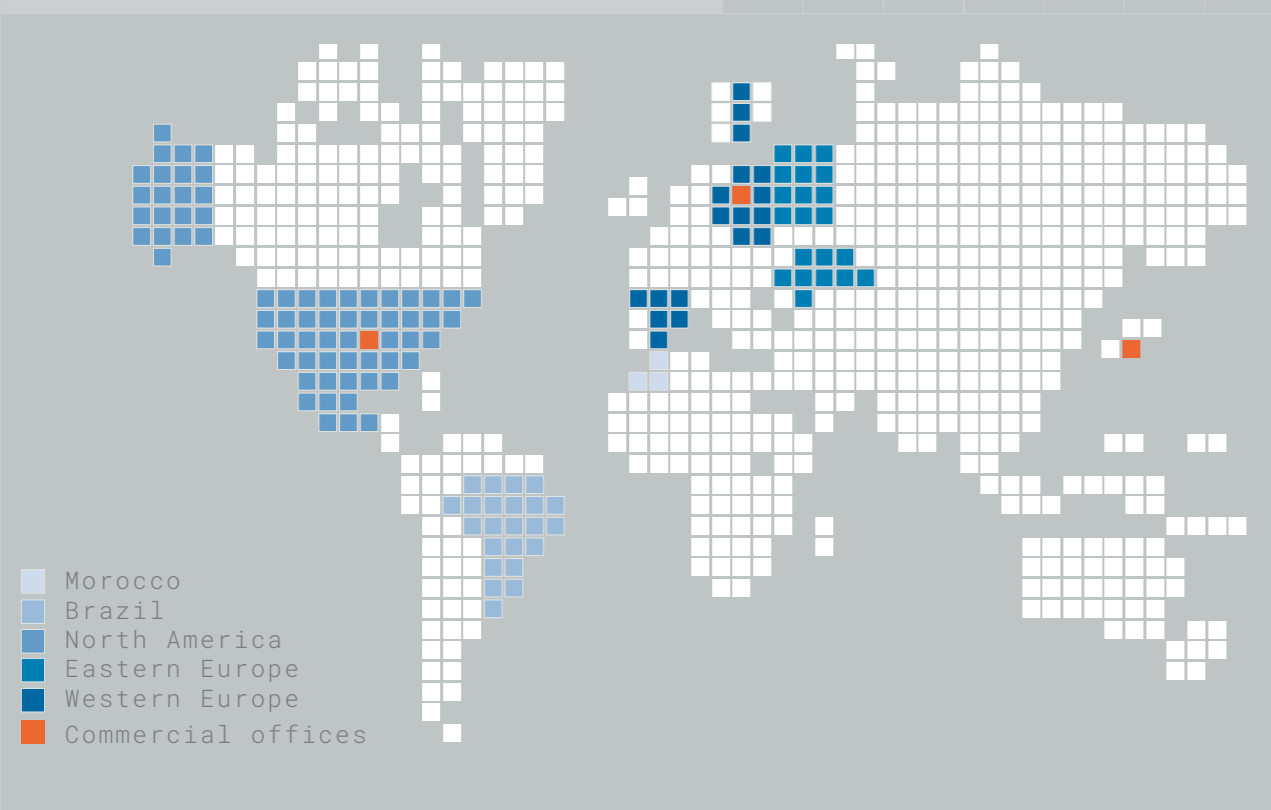 Morocco
Brazil
North America
Eastern Europe
Western Europe
Commercial offices